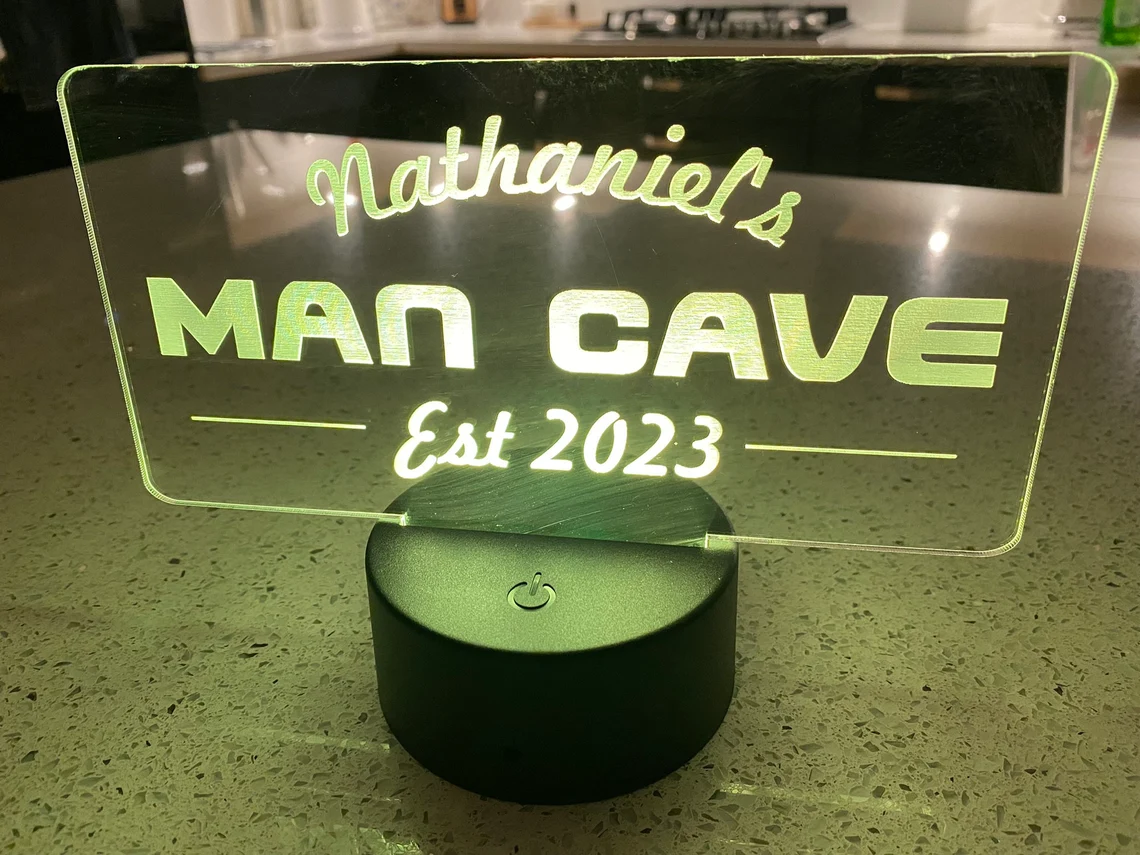 Nathaniel's
MAN CAVE
Est 2023